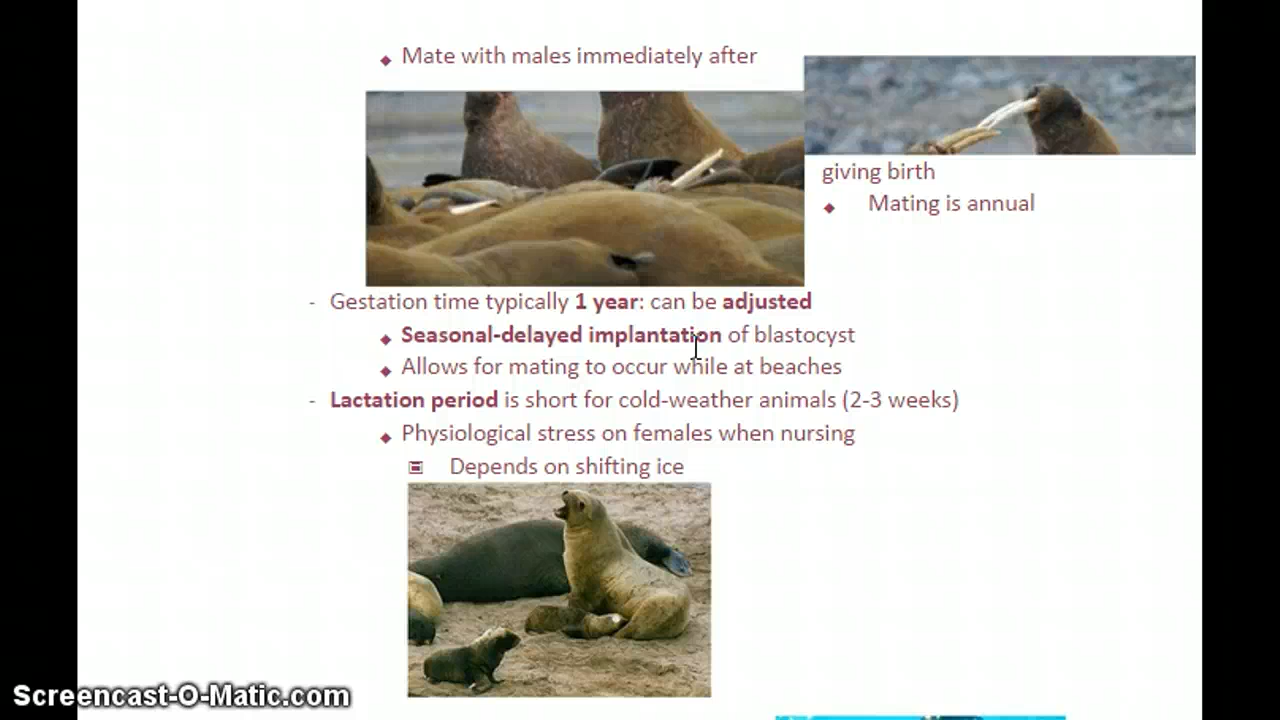 ◆ Mate with males immediately after
giving birth
◆ Mating is annual
- Gestation time typically 1 year: can be adjusted
◆ Seasonal-delayed implantation of blastocyst
◆ Allows for mating to occur while at beaches
- Lactation period is short for cold-weather animals (2-3 weeks)
◆ Physiological stress on females when nursing
▣ Depends on shifting ice
Screencast-O-Matic.com